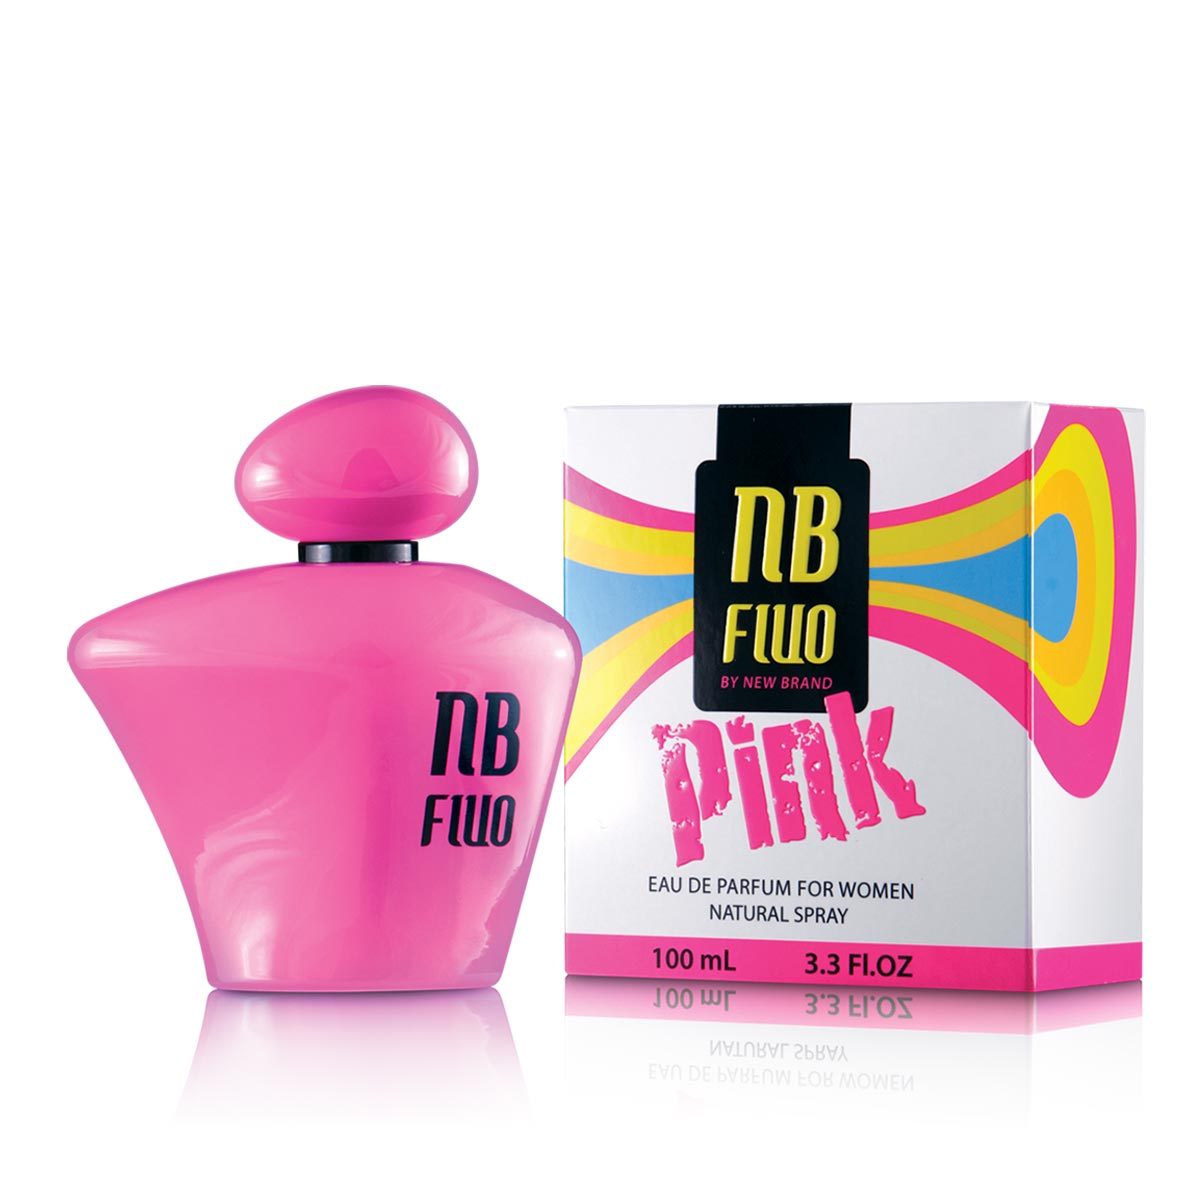 NB
FLUO
NB
FLUO
BY NEW BRAND
Pink
EAU DE PARFUM FOR WOMEN
NATURAL SPRAY
100 mL 3.3 Fl.OZ